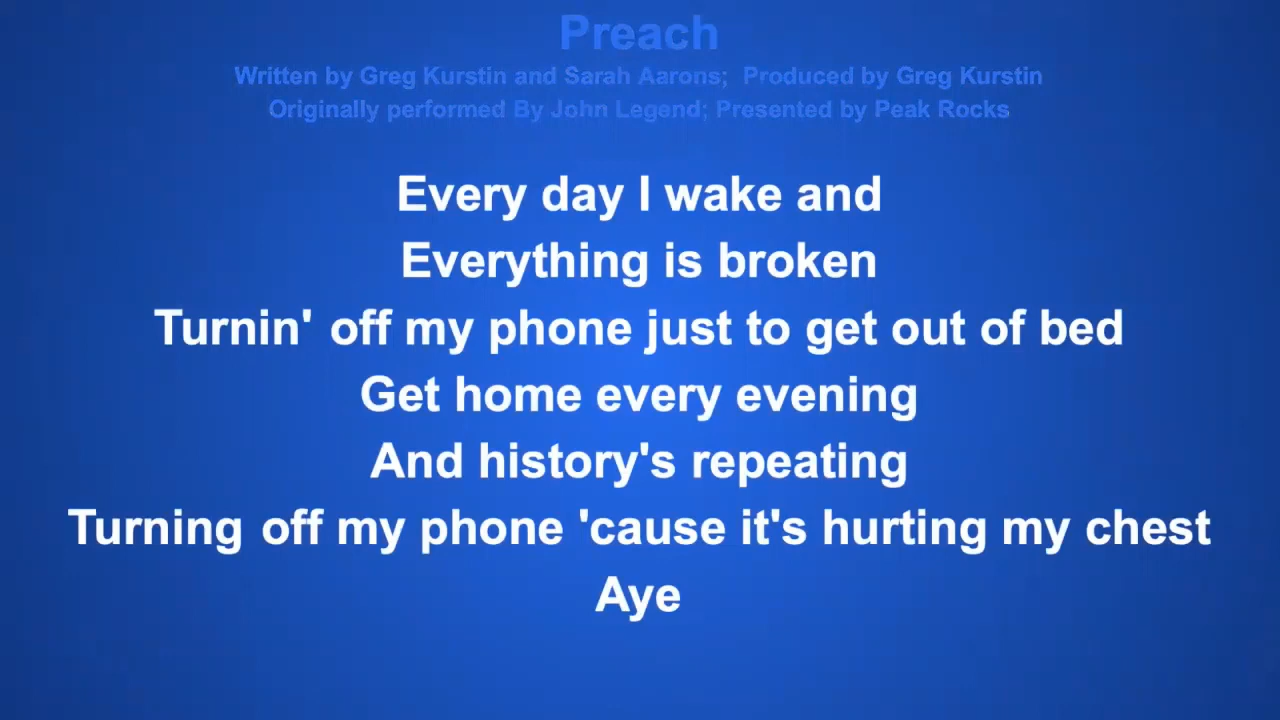 Preach
Written by Greg Kurstin and Sarah Aarons;  Produced by Greg Kurstin
Originally performed By John Legend; Presented by Peak Rocks
Every day I wake and
Everything is broken
Turnin' off my phone just to get out of bed
Get home every evening
And history's repeating
Turning off my phone 'cause it's hurting my chest
Aye